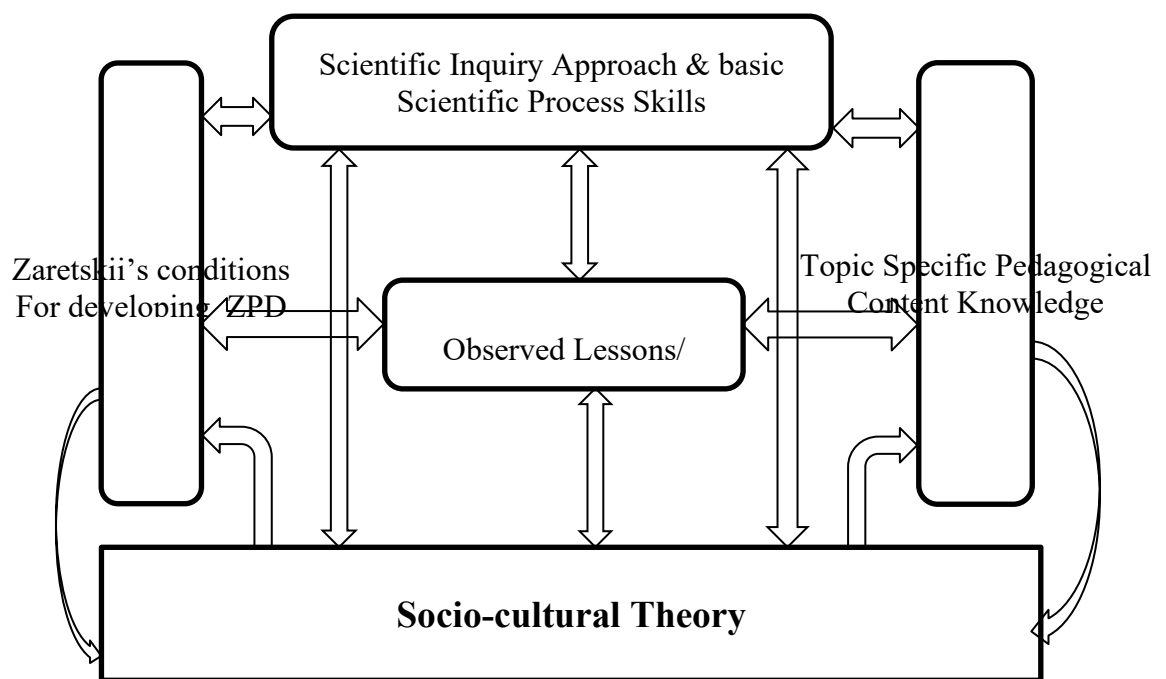 Scientific Inquiry Approach & basic
Scientific Process Skills
Zaretskii’s conditions
For developing ZPD
Topic Specific Pedagogical
Content Knowledge
Observed Lessons/
Socio-cultural Theory